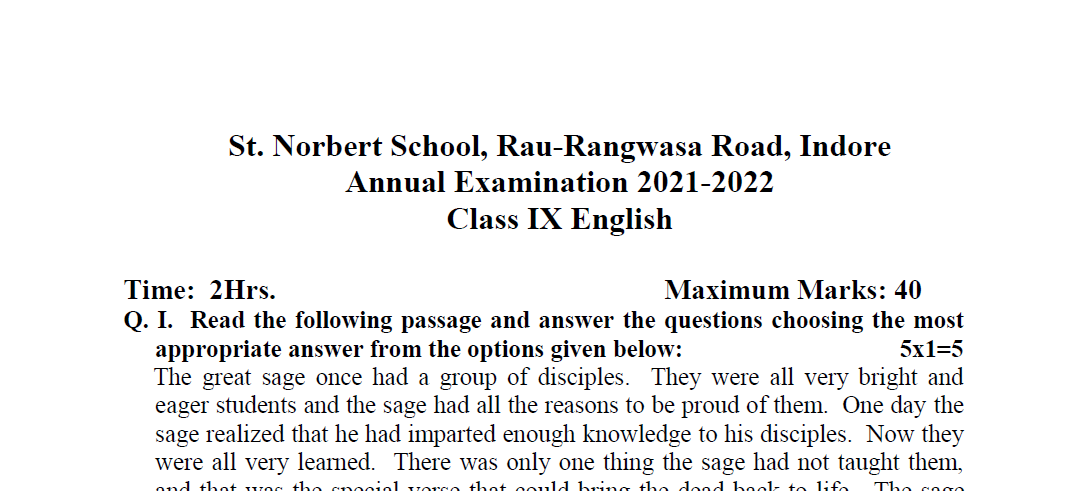 St. Norbert School, Rau-Rangwasa Road, Indore
Annual Examination 2021-2022
Class IX English
Time: 2Hrs. Maximum Marks: 40
Q. I. Read the following passage and answer the questions choosing the most
appropriate answer from the options given below: 5x1=5
The great sage once had a group of disciples. They were all very bright and
eager students and the sage had all the reasons to be proud of them. One day the
sage realized that he had imparted enough knowledge to his disciples. Now they
were all very learned. There was only one thing the sage had not taught them,
and that was the special verse that could bring the dead back to life. The sage